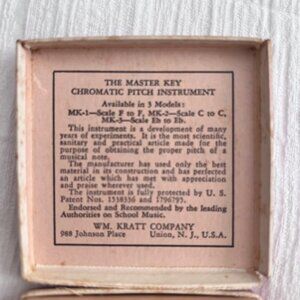 THE MASTER KEY
CHROMATIC PITCH INSTRUMENT
Available in 3 Models:
MK-1—Scale F to F, MK-2—Scale C to C,
MK-3—Scale Eb to Eb.
This instrument is a development of many
years of experiments. It is the most scientific,
sanitary and practical article made for the
purpose of obtaining the proper pitch of a
musical note.
The manufacturer has used only the best
material in its construction and has perfected
an article which has met with appreciation
and praise wherever used.
The instrument is fully protected by U. S.
Patent Nos. 1538336 and 1796795.
Endorsed and Recommended by the leading
Authorities on School Music.
WM. KRATT COMPANY
988 Johnson Place Union, N. J., U.S.A.